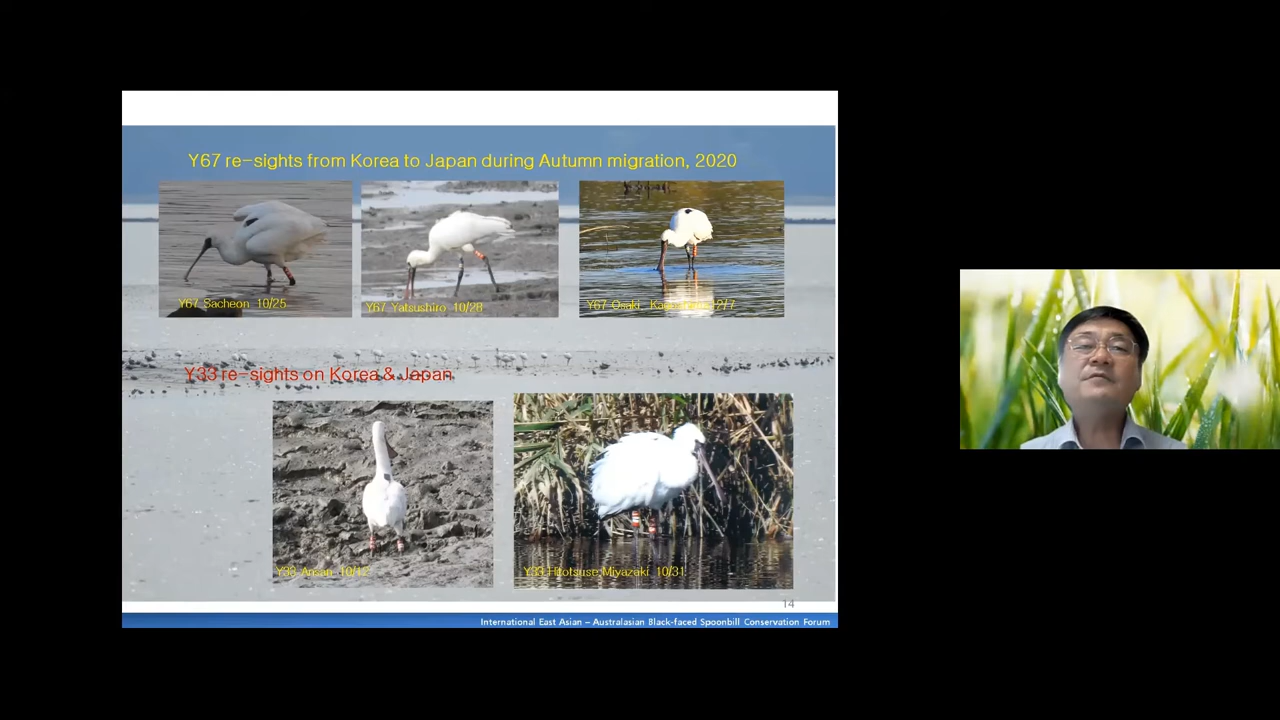 Y67 re-sights from Korea to Japan during Autumn migration, 2020
Y67 Sacheon 10/25
Y67 Yatsushiro 10/28
Y67 Osaki
Y33 re-sights on Korea & Japan
Y33 Ansan
Y33 Hitotsuse Miyazaki 10/31
14
International East Asian – Australasian Black-faced Spoonbill Conservation Forum